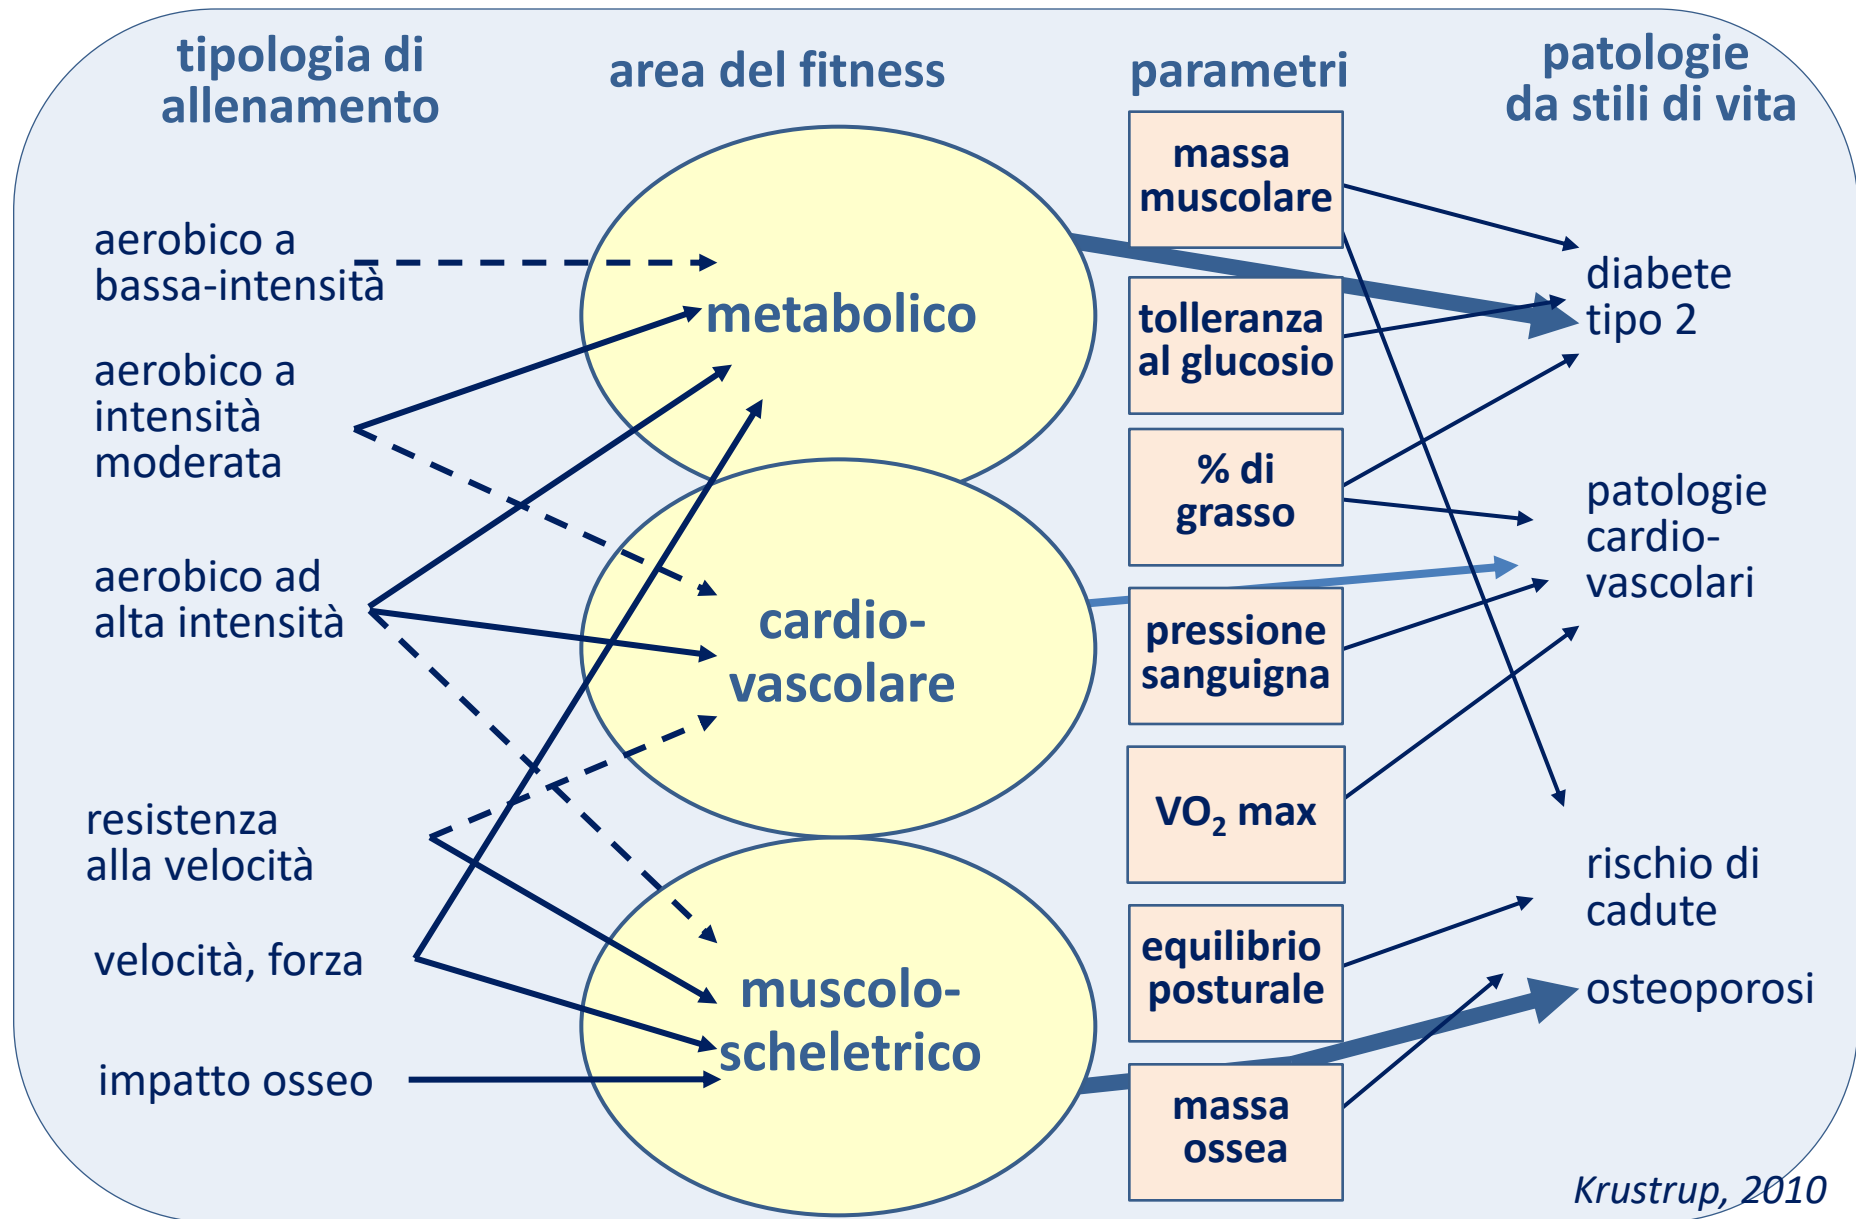 tipologia di
allenamento
area del fitness
parametri
patologie
da stili di vita
aerobico a
bassa-intensità
aerobico a
intensità
moderata
aerobico ad
alta intensità
resistenza
alla velocità
velocità, forza
impatto osseo
metabolico
cardio-
vascolare
muscolo-
scheletrico
massa
muscolare
tolleranza
al glucosio
% di
grasso
pressione
sanguigna
VO₂ max
equilibrio
posturale
massa
ossea
diabete
tipo 2
patologie
cardio-
vascolari
rischio di
cadute
osteoporosi
Krustrup, 2010